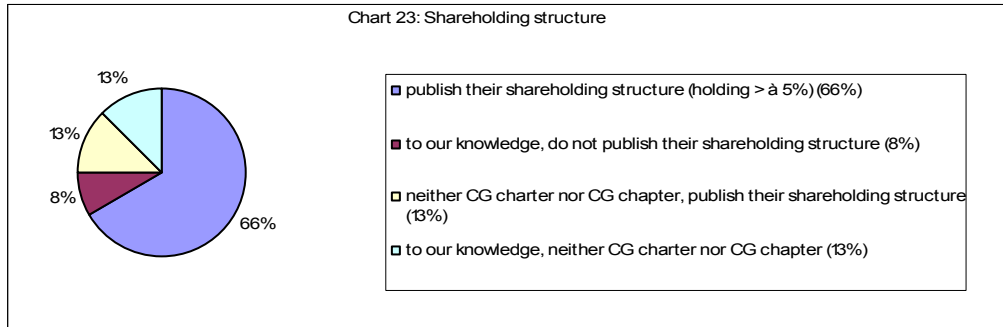 Chart 23: Shareholding structure
13%
13%
8%
66%
publish their shareholding structure (holding > à 5%) (66%)
to our knowledge, do not publish their shareholding structure (8%)
neither CG charter nor CG chapter, publish their shareholding structure
(13%)
to our knowledge, neither CG charter nor CG chapter (13%)